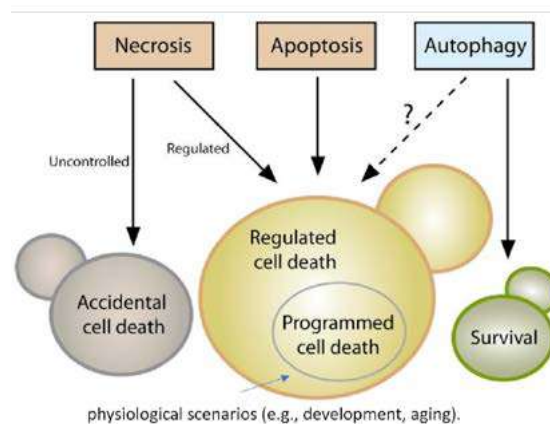 Necrosis
Apoptosis
Autophagy
?
Uncontrolled
Regulated
Regulated
cell death
Accidental
cell death
Programmed
cell death
Survival
physiological scenarios (e.g., development, aging).